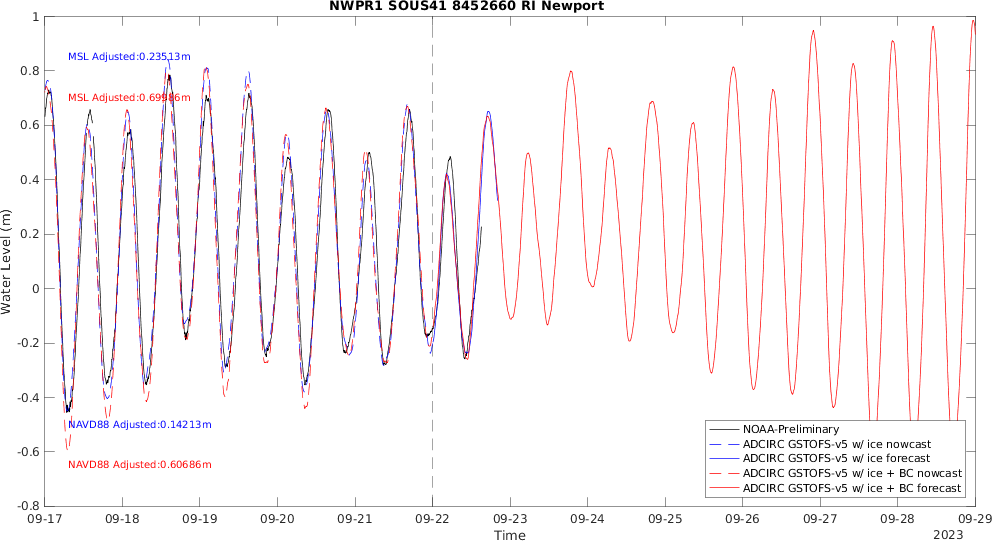 NWPR1 SOUS41 8452660 RI Newport
1
0.8
0.6
0.4
0.2
0
-0.2
-0.4
-0.6
-0.8
Water Level (m)
MSL Adjusted:0.23513m
MSL Adjusted:0.69986m
NAVD88 Adjusted:0.14213m
NAVD88 Adjusted:0.60686m
NOAA-Preliminary
ADCIRC GSTOFS-v5 w/ ice nowcast
ADCIRC GSTOFS-v5 w/ ice forecast
ADCIRC GSTOFS-v5 w/ ice + BC nowcast
ADCIRC GSTOFS-v5 w/ ice + BC forecast
09-17 09-18 09-19 09-20 09-21 09-22 09-23 09-24 09-25 09-26 09-27 09-28 09-29
Time
2023